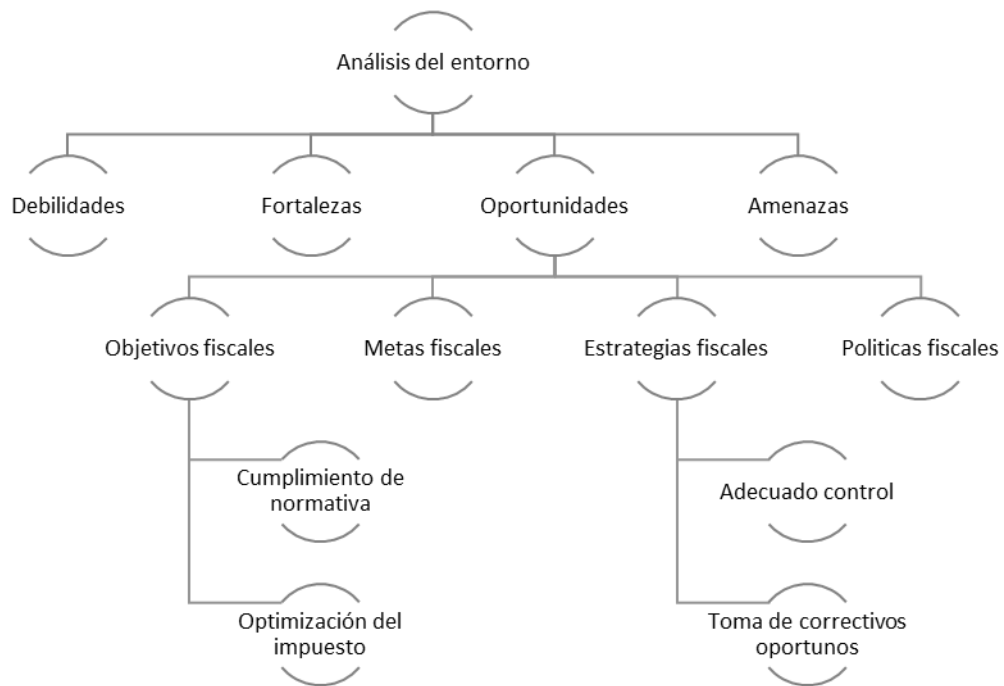 Análisis del entorno
Debilidades
Fortalezas
Oportunidades
Amenazas
Objetivos fiscales
Metas fiscales
Estrategias fiscales
Politicas fiscales
Cumplimiento de
normativa
Adecuado control
Optimización del
impuesto
Toma de correctivos
oportunos